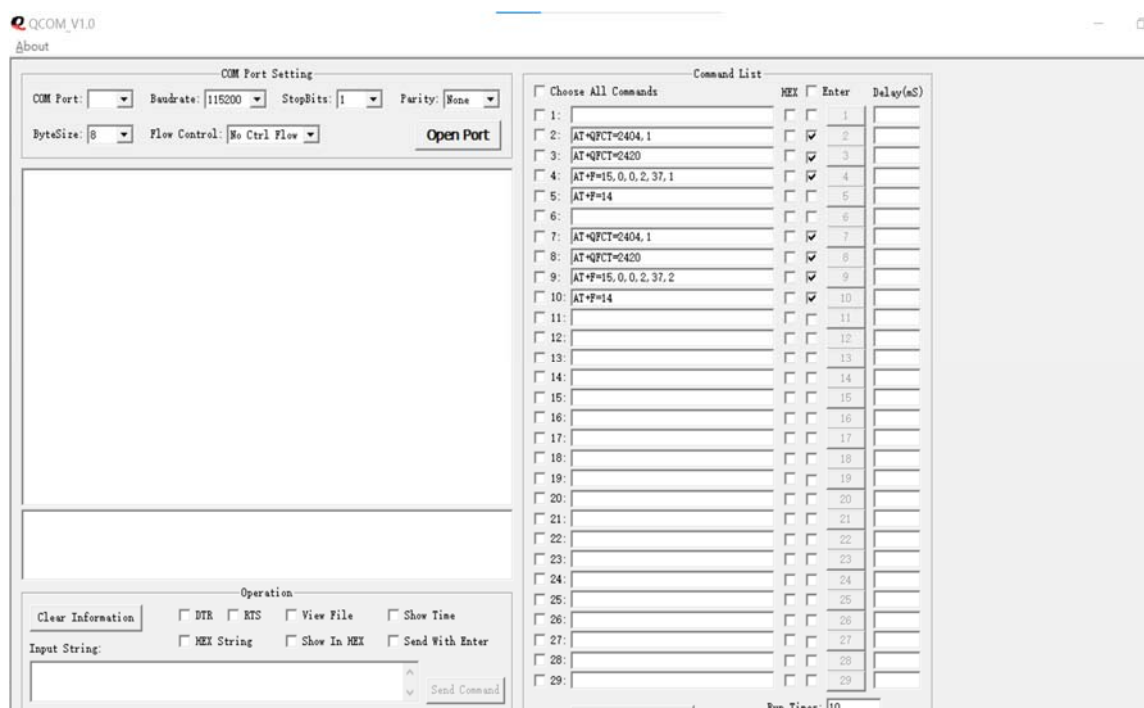 QCOM_V1.0
About
COM Port Setting
COM Port: Baudrate: 115200 StopBits: 1 Parity: None
ByteSize: 8 Flow Control: No Ctrl Flow Open Port
Operation
Clear Information DTR RTS View File Show Time
HEX String Show In HEX Send With Enter
Input String:
Send Command
Command List
Choose All Commands HEX Enter Delay(mS)
1: 1
2: AT+QFCT=2404,1 2
3: AT+QFCT=2420 3
4: AT+F=15,0,0,2,37,1 4
5: AT+F=14 5
6: 6
7: AT+QFCT=2404,1 7
8: AT+QFCT=2420 8
9: AT+F=15,0,0,2,37,2 9
10: AT+F=14 10
11: 11
12: 12
13: 13
14: 14
15: 15
16: 16
17: 17
18: 18
19: 19
20: 20
21: 21
22: 22
23: 23
24: 24
25: 25
26: 26
27: 27
28: 28
29: 29
Run Times: 10